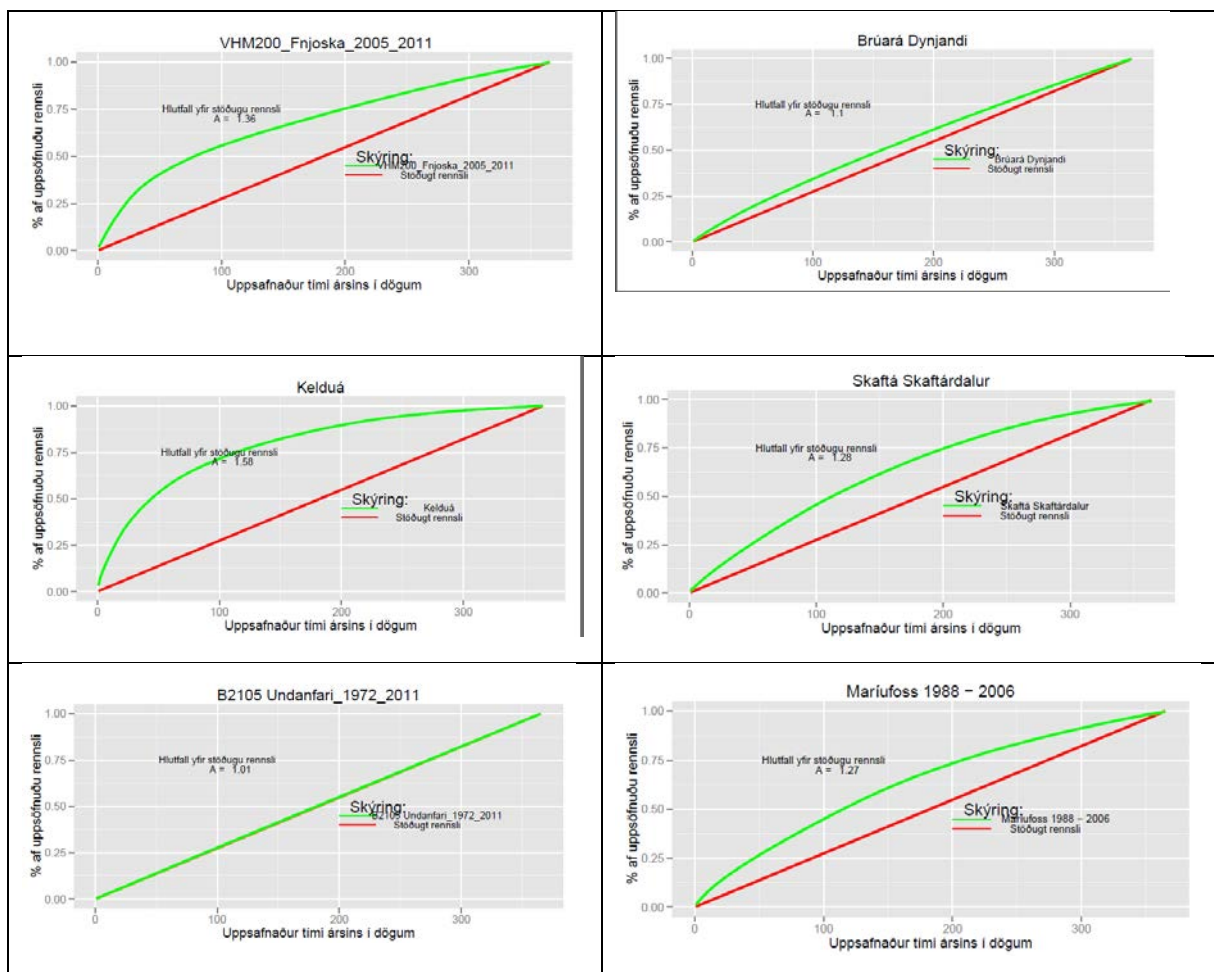 VHM200_Fnjoska_2005_2011
% af uppsöfnuðu rennsli
1.00
0.75
0.50
0.25
0.00
Hlutfall yfir stöðugu rennsli
A = 1.36
Skýring:
VHM200_Fnjoska_2005_2011
Stöðugt rennsli
0 100 200 300
Uppsafnaður tími ársins í dögum
Brúará Dynjandi
% af uppsöfnuðu rennsli
1.00
0.75
0.50
0.25
0.00
Hlutfall yfir stöðugu rennsli
A = 1.1
Skýring:
Brúará Dynjandi
Stöðugt rennsli
0 100 200 300
Uppsafnaður tími ársins í dögum
Kelduá
% af uppsöfnuðu rennsli
1.00
0.75
0.50
0.25
0.00
Hlutfall yfir stöðugu rennsli
A = 1.58
Skýring:
Kelduá
Stöðugt rennsli
0 100 200 300
Uppsafnaður tími ársins í dögum
Skaftá Skaftárdalur
% af uppsöfnuðu rennsli
1.00
0.75
0.50
0.25
0.00
Hlutfall yfir stöðugu rennsli
A = 1.28
Skýring:
Skaftá Skaftárdalur
Stöðugt rennsli
0 100 200 300
Uppsafnaður tími ársins í dögum
B2105 Undanfari_1972_2011
% af uppsöfnuðu rennsli
1.00
0.75
0.50
0.25
0.00
Hlutfall yfir stöðugu rennsli
A = 1.01
Skýring:
B2105 Undanfari_1972_2011
Stöðugt rennsli
0 100 200 300
Uppsafnaður tími ársins í dögum
Maríufoss 1988 − 2006
% af uppsöfnuðu rennsli
1.00
0.75
0.50
0.25
0.00
Hlutfall yfir stöðugu rennsli
A = 1.27
Skýring:
Maríufoss 1988 − 2006
Stöðugt rennsli
0 100 200 300
Uppsafnaður tími ársins í dögum